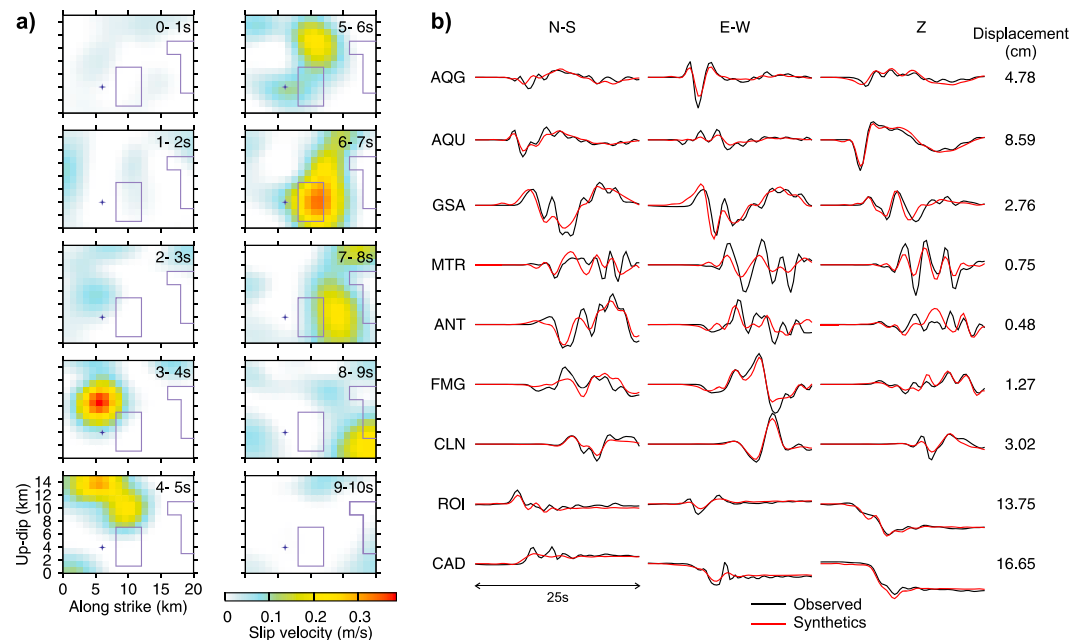 a)
0- 1s
1- 2s
2- 3s
3- 4s
4- 5s
5- 6s
6- 7s
7- 8s
8- 9s
9-10s
14
12
10
8
6
4
2
0
Up-dip (km)
0 5 10 15 20
Along strike (km)
0 0.1 0.2 0.3
Slip velocity (m/s)
b)
N-S E-W Z Displacement
(cm)
AQG 4.78
AQU 8.59
GSA 2.76
MTR 0.75
ANT 0.48
FMG 1.27
CLN 3.02
ROI 13.75
CAD 16.65
25s
Observed
Synthetics